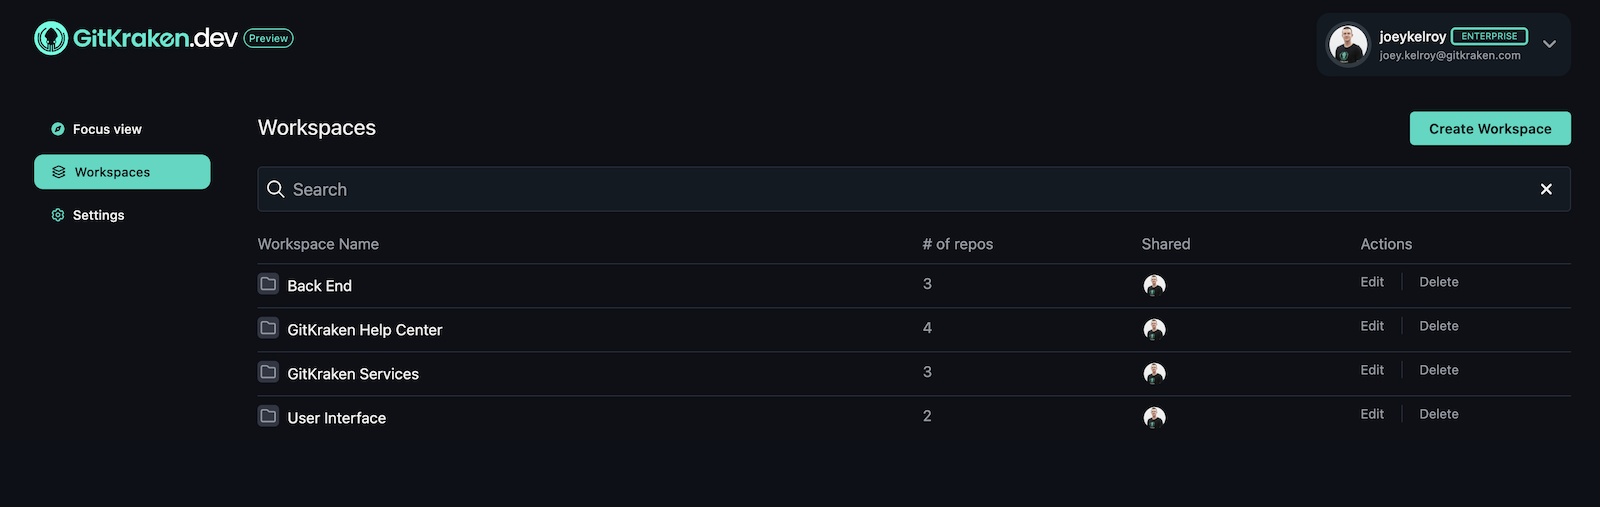 GitKraken.dev Preview
joeykelroy ENTERPRISE
joey.kelroy@gitkraken.com
Focus view
Workspaces
Settings
Workspaces
Create Workspace
Search
Workspace Name # of repos Shared Actions
Back End 3 Edit Delete
GitKraken Help Center 4 Edit Delete
GitKraken Services 3 Edit Delete
User Interface 2 Edit Delete